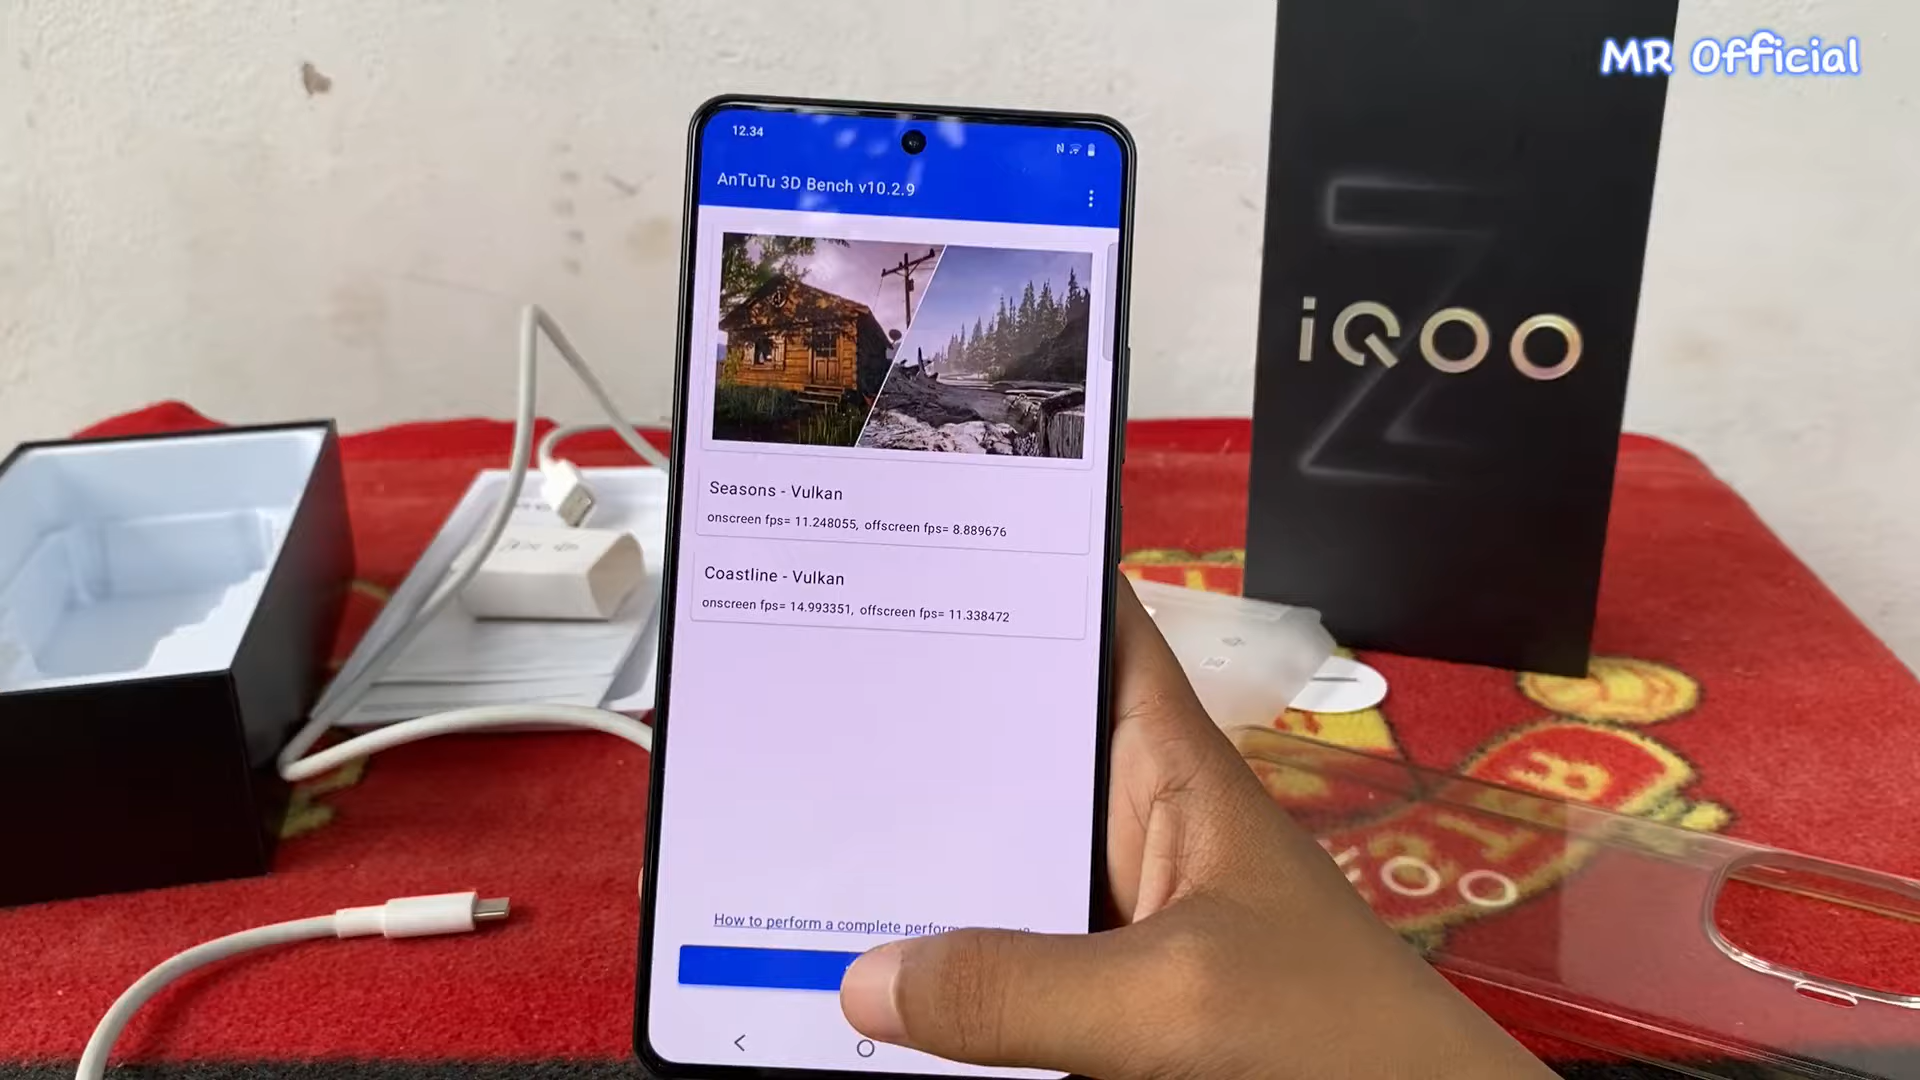 MR Official
12.34
AnTuTu 3D Bench v10.2.9
Seasons - Vulkan
onscreen fps= 11.248055, offscreen fps= 8.889676
Coastline - Vulkan
onscreen fps= 14.993351, offscreen fps= 11.338472
How to perform a complete
iQOO